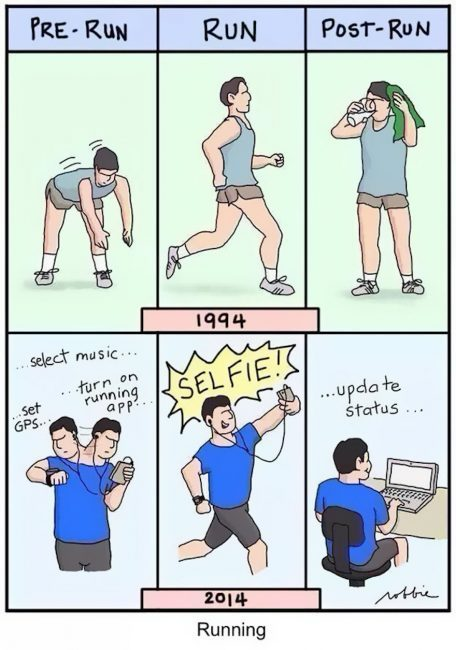 PRE-RUN
RUN
POST-RUN
1994
...select music...
...set
GPS...
...turn on
running
app...
SELFIE!
...update
status...
2014
robbie
Running